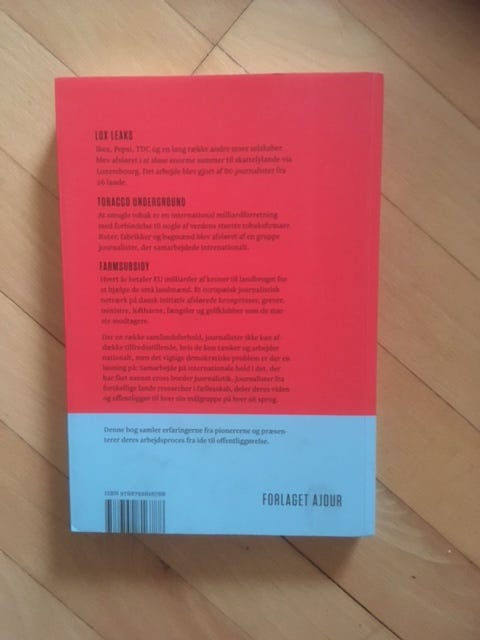 LUX LEAKS
Ikea, Pepsi, TDC og en lang række andre store selskaber
blev afsløret i at sluse enorme summer til skattelylande via
Luxembourg. Det arbejde blev gjort af 80 journalister fra
26 lande.
TOBACCO UNDERGROUND
At smugle tobak er en international milliardforretning
med forbindelse til nogle af verdens største tobaksfirmaer.
Ruter, fabrikker og bagmænd blev afsløret af en gruppe
journalister, der samarbejdede internationalt.
FARMSUBSIDY
Hvert år betaler EU milliarder af kroner til landbruget for
at hjælpe de små landmænd. Et europæisk journalistisk
netværk på dansk initiativ afslørede kronprinser, grever,
ministre, lufthavne, fængsler og golfklubber som de stør-
ste modtagere.
Der er en række samfundsforhold, journalister ikke kan af-
dække tilfredsstillende, hvis de kun tænker og arbejder
nationalt, men det vigtige demokratiske problem er der en
løsning på: Samarbejde på internationale hold i det, der
har fået navnet cross border journalistik. Journalister fra
forskellige lande researcher i fællesskab, deler deres viden
og offentliggør til hver sin målgruppe på hver sit sprog.
Denne bog samler erfaringerne fra pionererne og præsen-
terer deres arbejdsproces fra ide til offentliggørelse.
ISBN
FORLAGET AJOUR